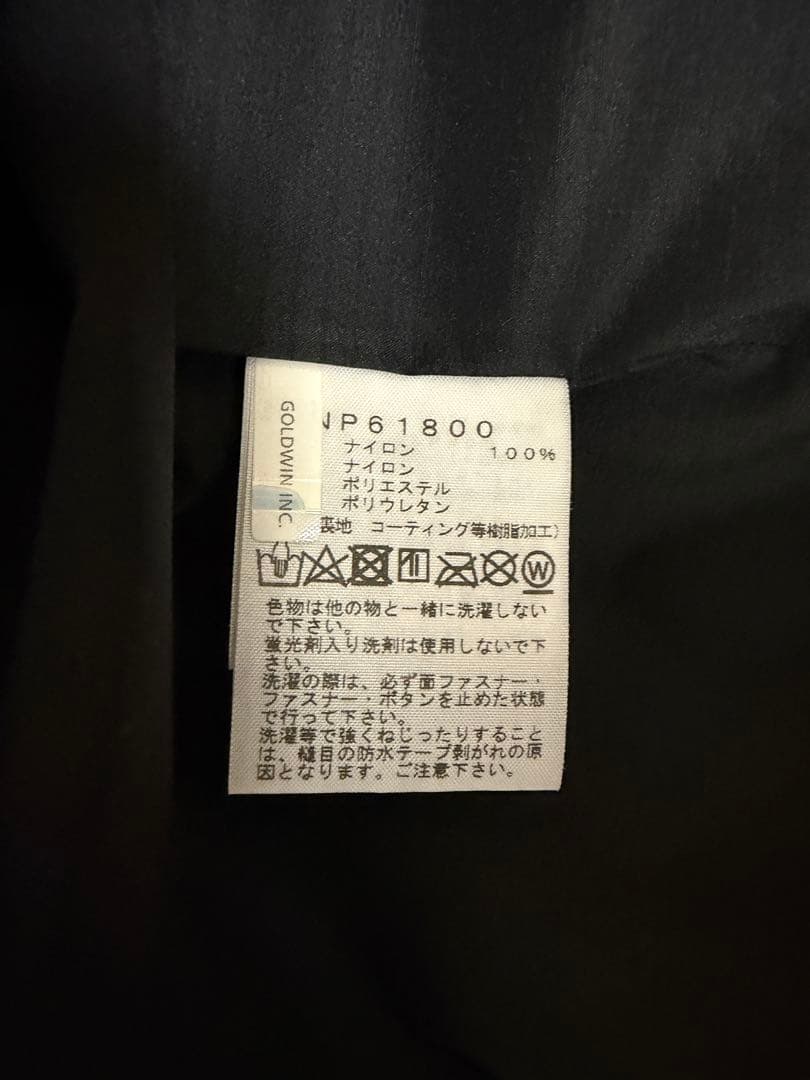 GOLDWIN INC.
NP61800
ナイロン 100%
ナイロン
ポリエステル
ポリウレタン
裏地 コーティング等樹脂加工)
W
色物は他の物と一緒に洗濯しない
で下さい。
蛍光剤入り洗剤は使用しないで下
さい。
洗濯の際は、必ず面ファスナー・
ファスナー・ボタンを止めた状態
で行って下さい。
洗濯等で強くねじったりすること
は、縫目の防水テープ剥がれの原
因となります。ご注意下さい。